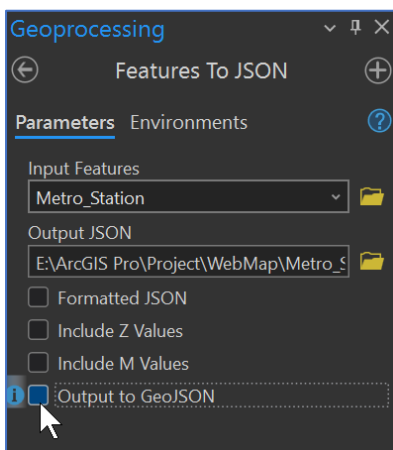 Geoprocessing
Features To JSON
Parameters Environments
Input Features
Metro_Station
Output JSON
E:\ArcGIS Pro\Project\WebMap\Metro_S
Formatted JSON
Include Z Values
Include M Values
Output to GeoJSON